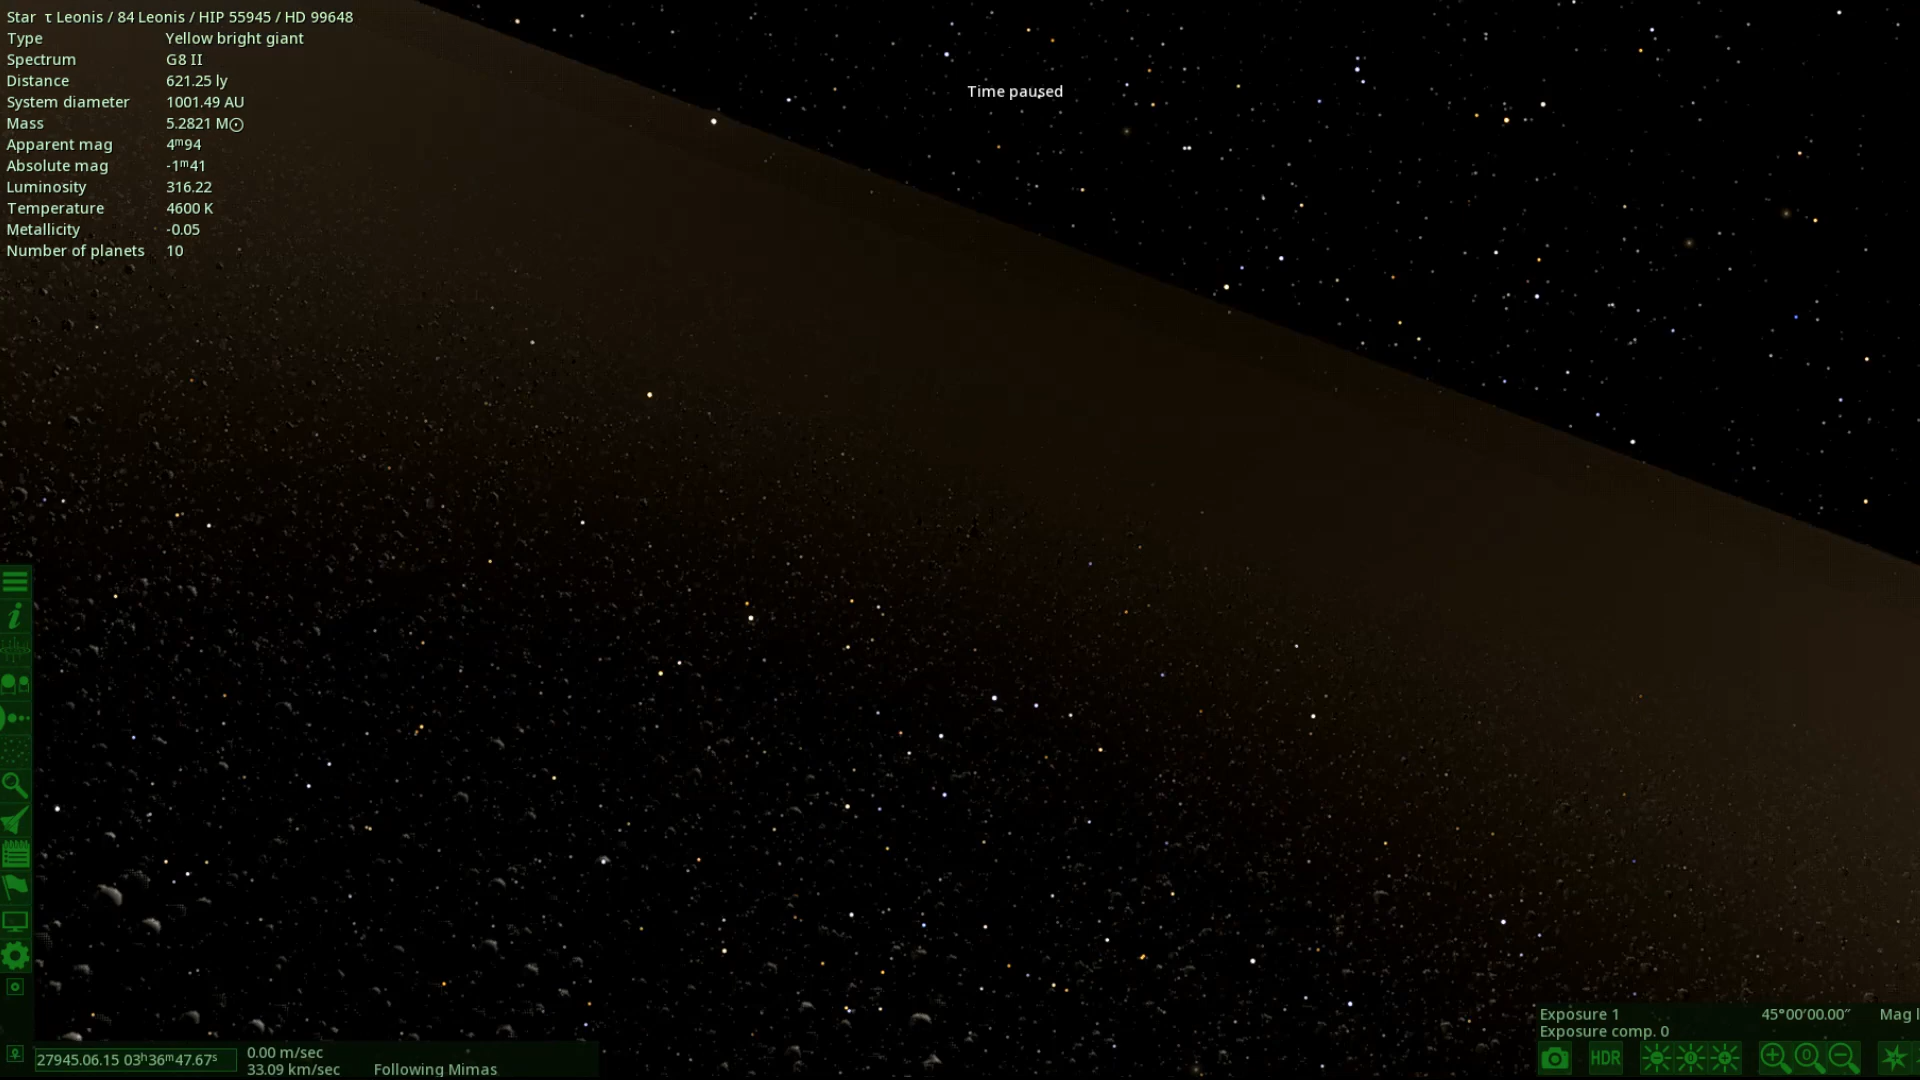 Star τ Leonis / 84 Leonis / HIP 55945 / HD 99648
Type Yellow bright giant
Spectrum G8 II
Distance 621.25 ly
System diameter 1001.49 AU
Mass 5.2821 M☉
Apparent mag 4ᵐ94
Absolute mag -1ᵐ41
Luminosity 316.22
Temperature 4600 K
Metallicity -0.05
Number of planets 10
Time paused
Exposure 1 45°00′00.00″ Mag l
Exposure comp. 0
HDR
27945.06.15 03ʰ36ᵐ47.67ˢ
0.00 m/sec
33.09 km/sec Following Mimas